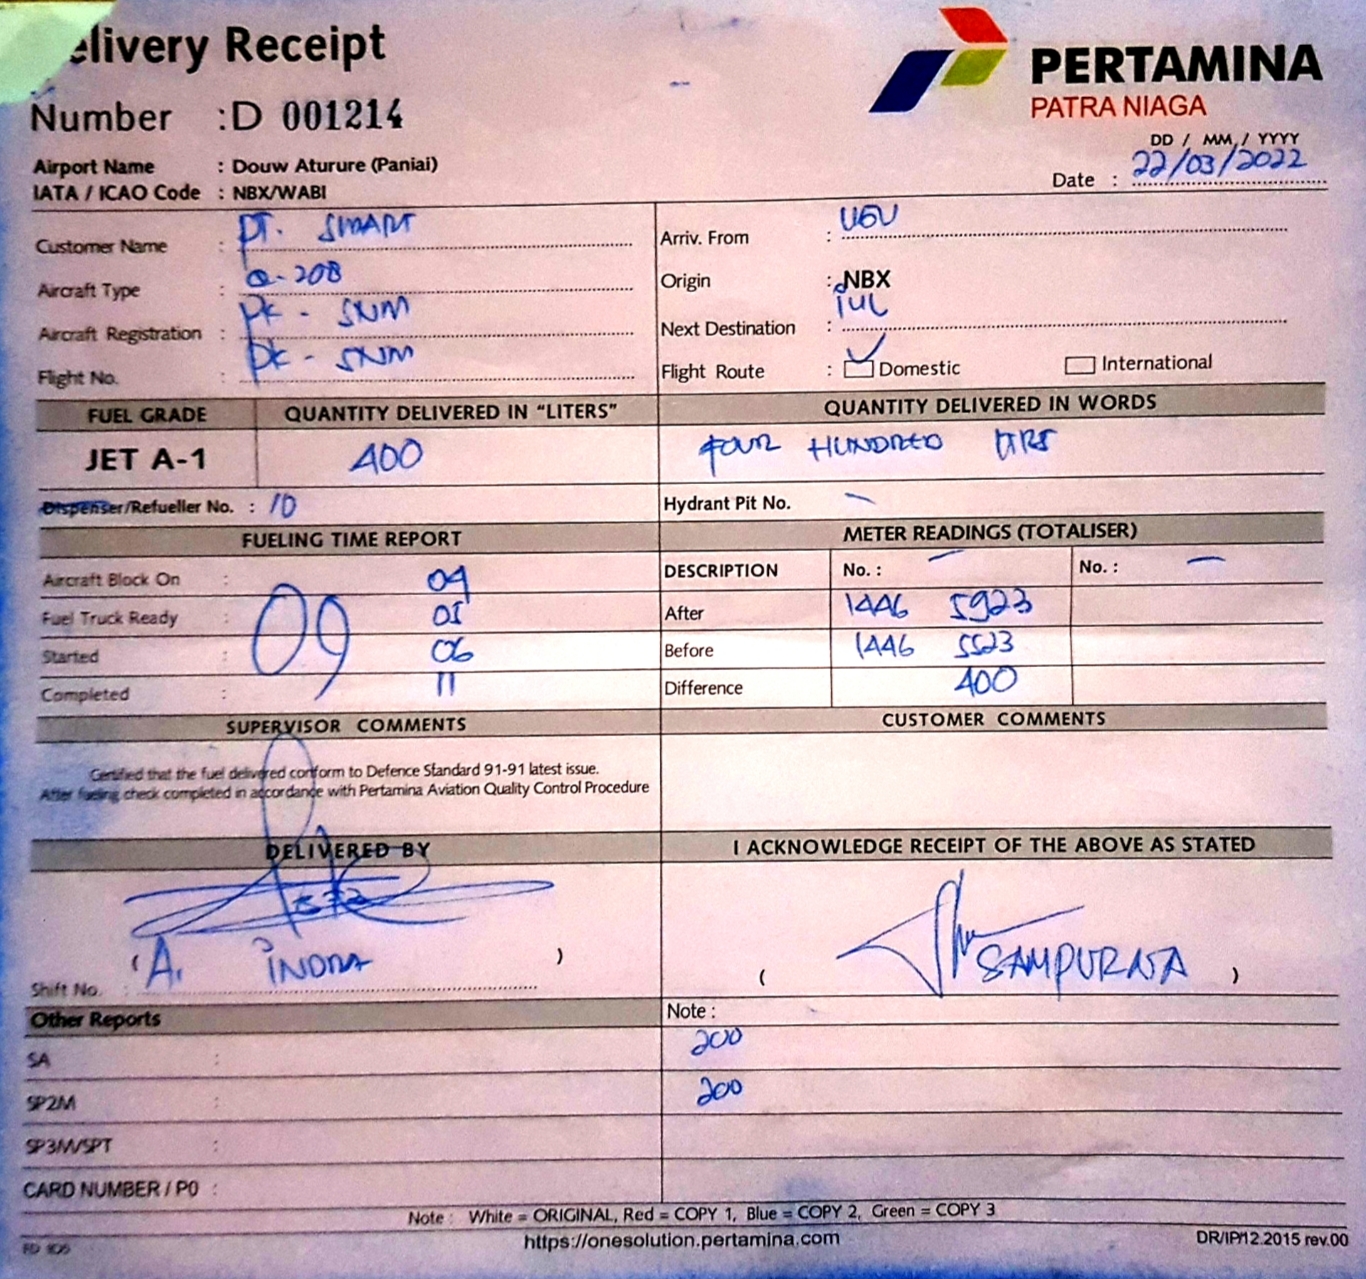 elivery Receipt
PERTAMINA
PATRA NIAGA
Number : D 001214
DD / MM / YYYY
Date : 22/03/2022
Airport Name : Douw Aturure (Paniai)
IATA / ICAO Code : NBX/WABI
Customer Name : PT. SMART
Arriv. From :
Aircraft Type : C-208
Origin : NBX
Aircraft Registration : PK - SNM
Next Destination : IUL
Flight No. : PK - SNM
Flight Route : Domestic International
FUEL GRADE QUANTITY DELIVERED IN "LITERS" QUANTITY DELIVERED IN WORDS
JET A-1 400 FOUR HUNDRED LTRS
Dispenser/Refueller No. : 10 Hydrant Pit No. –
FUELING TIME REPORT METER READINGS (TOTALISER)
DESCRIPTION No. : – No. : –
Aircraft Block On : 04
Fuel Truck Ready : 05
09
Started : 06
Completed : 11
After 1446 5923
Before 1446 5523
Difference 400
SUPERVISOR COMMENTS CUSTOMER COMMENTS
Certified that the fuel delivered conform to Defence Standard 91-91 latest issue.
After fueling check completed in accordance with Pertamina Aviation Quality Control Procedure
DELIVERED BY I ACKNOWLEDGE RECEIPT OF THE ABOVE AS STATED
( A. INDRA )
( SAMPURNA )
Shift No. :
Other Reports Note :
SA : 200
SP2M : 200
SP3M/SPT :
CARD NUMBER / P0 :
Note : White = ORIGINAL, Red = COPY 1, Blue = COPY 2, Green = COPY 3
https://onesolution.pertamina.com
DR/IP/12.2015 rev.00